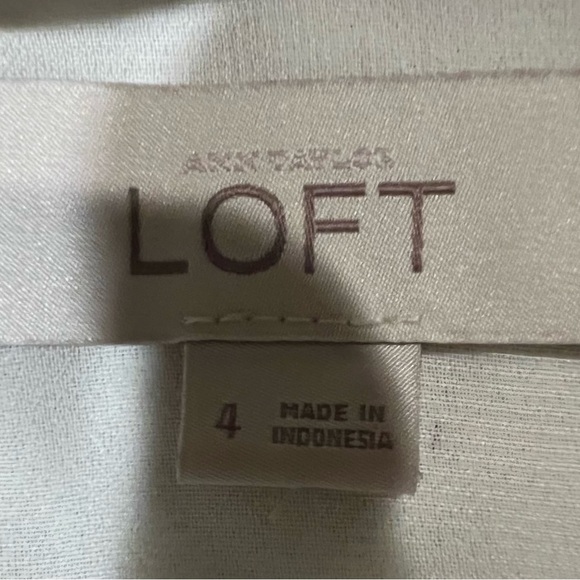 ANN TAYLOR
LOFT
4
MADE IN
INDONESIA